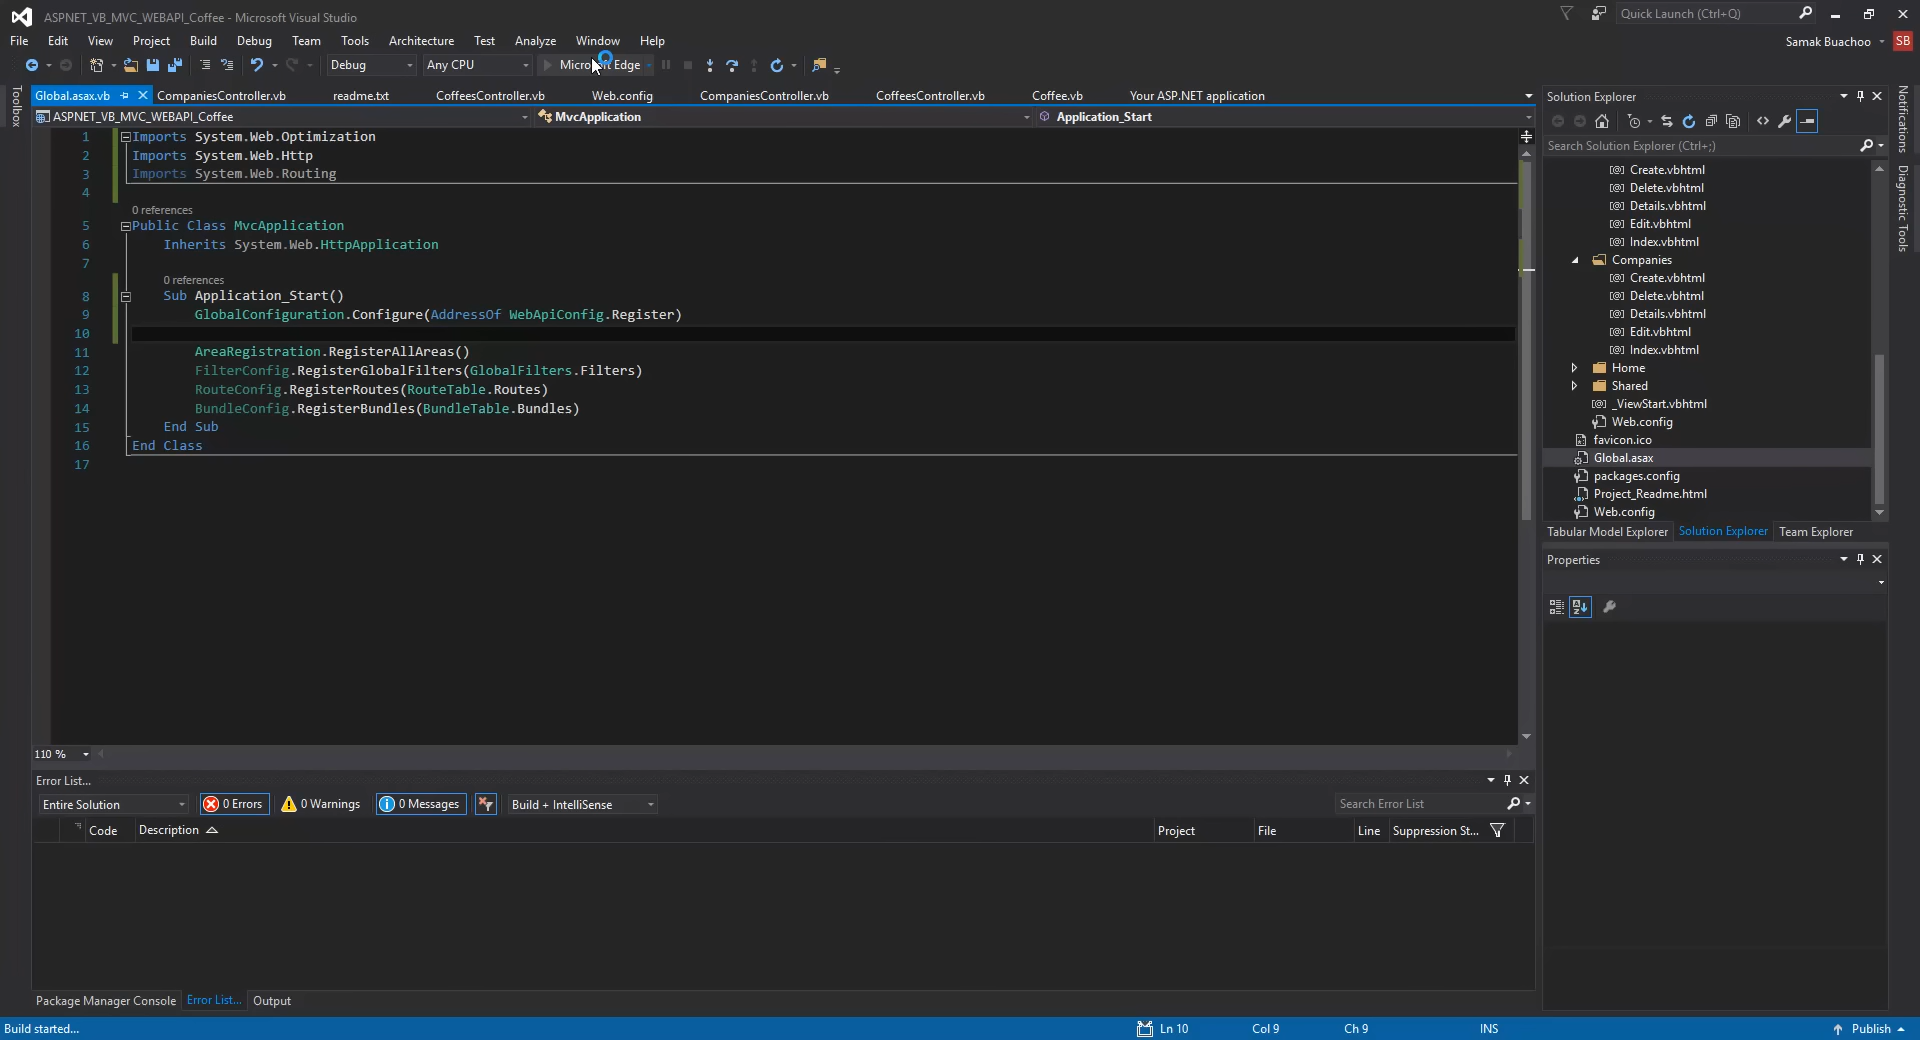 ASPNET_VB_MVC_WEBAPI_Coffee - Microsoft Visual Studio
Quick Launch (Ctrl+Q)
File Edit View Project Build Debug Team Tools Architecture Test Analyze Window Help
Samak Buachoo SB
Debug Any CPU Microsoft Edge
Toolbox
Global.asax.vb CompaniesController.vb readme.txt CoffeesController.vb Web.config CompaniesController.vb CoffeesController.vb Coffee.vb Your ASP.NET application
ASPNET_VB_MVC_WEBAPI_Coffee MvcApplication Application_Start
1 Imports System.Web.Optimization
2 Imports System.Web.Http
3 Imports System.Web.Routing
4
0 references
5 Public Class MvcApplication
6 Inherits System.Web.HttpApplication
7
0 references
8 Sub Application_Start()
9 GlobalConfiguration.Configure(AddressOf WebApiConfig.Register)
10
11 AreaRegistration.RegisterAllAreas()
12 FilterConfig.RegisterGlobalFilters(GlobalFilters.Filters)
13 RouteConfig.RegisterRoutes(RouteTable.Routes)
14 BundleConfig.RegisterBundles(BundleTable.Bundles)
15 End Sub
16 End Class
17
110 %
Solution Explorer
Search Solution Explorer (Ctrl+;)
Create.vbhtml
Delete.vbhtml
Details.vbhtml
Edit.vbhtml
Index.vbhtml
Companies
Create.vbhtml
Delete.vbhtml
Details.vbhtml
Edit.vbhtml
Index.vbhtml
Home
Shared
_ViewStart.vbhtml
Web.config
favicon.ico
Global.asax
packages.config
Project_Readme.html
Web.config
Tabular Model Explorer Solution Explorer Team Explorer
Properties
Notifications
Diagnostic Tools
Error List...
Entire Solution 0 Errors 0 Warnings 0 Messages Build + IntelliSense Search Error List
Code Description Project File Line Suppression St...
Package Manager Console Error List... Output
Build started... Ln 10 Col 9 Ch 9 INS Publish